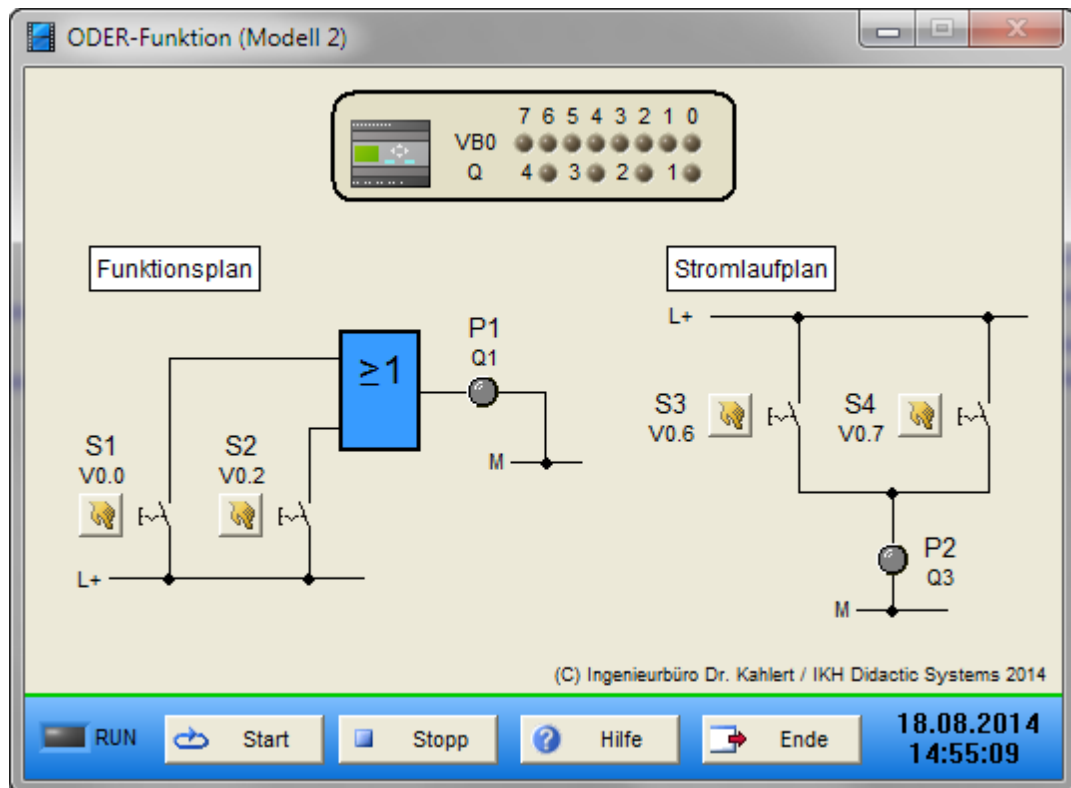 ODER-Funktion (Modell 2)
7 6 5 4 3 2 1 0
VB0
Q 4 3 2 1
Funktionsplan
Stromlaufplan
≥1
P1
Q1
M
S1
V0.0
S2
V0.2
L+
L+
S3
V0.6
S4
V0.7
P2
Q3
M
(C) Ingenieurbüro Dr. Kahlert / IKH Didactic Systems 2014
RUN
Start
Stopp
Hilfe
Ende
18.08.2014
14:55:09